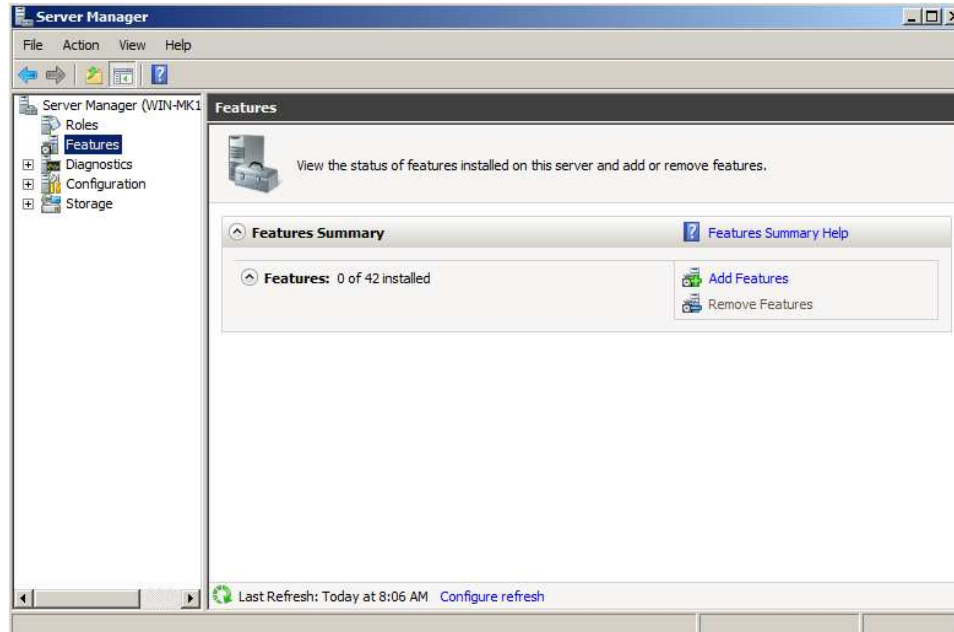 Server Manager
File Action View Help
Server Manager (WIN-MK1
Roles
Features
Diagnostics
Configuration
Storage
Features
View the status of features installed on this server and add or remove features.
Features Summary
Features Summary Help
Features: 0 of 42 installed
Add Features
Remove Features
Last Refresh: Today at 8:06 AM Configure refresh